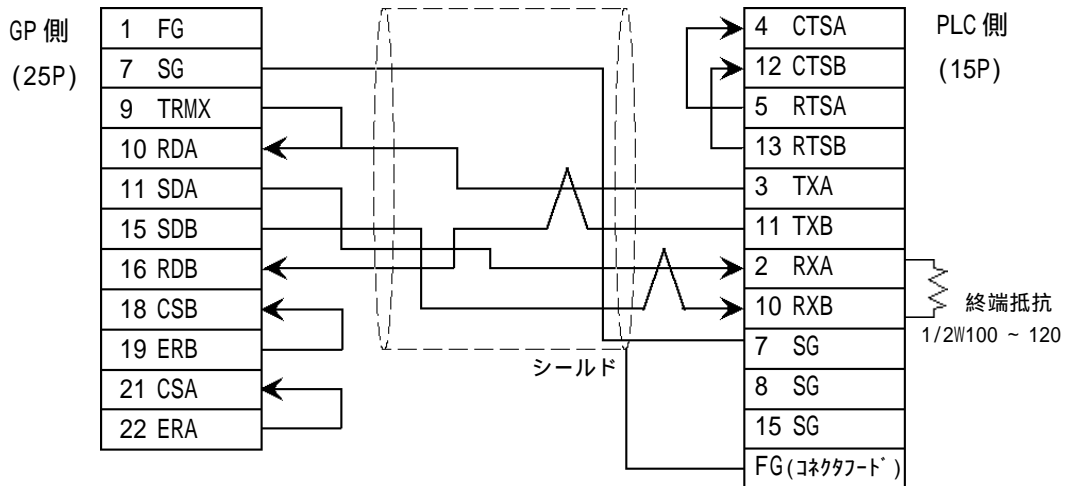 GP 側
(25P)
1 FG
7 SG
9 TRMX
10 RDA
11 SDA
15 SDB
16 RDB
18 CSB
19 ERB
21 CSA
22 ERA
シールド
4 CTSA
12 CTSB
5 RTSA
13 RTSB
3 TXA
11 TXB
2 RXA
10 RXB
7 SG
8 SG
15 SG
FG(ｺﾈｸﾀﾌｰﾄﾞ)
PLC 側
(15P)
終端抵抗
1/2W100 ~ 120